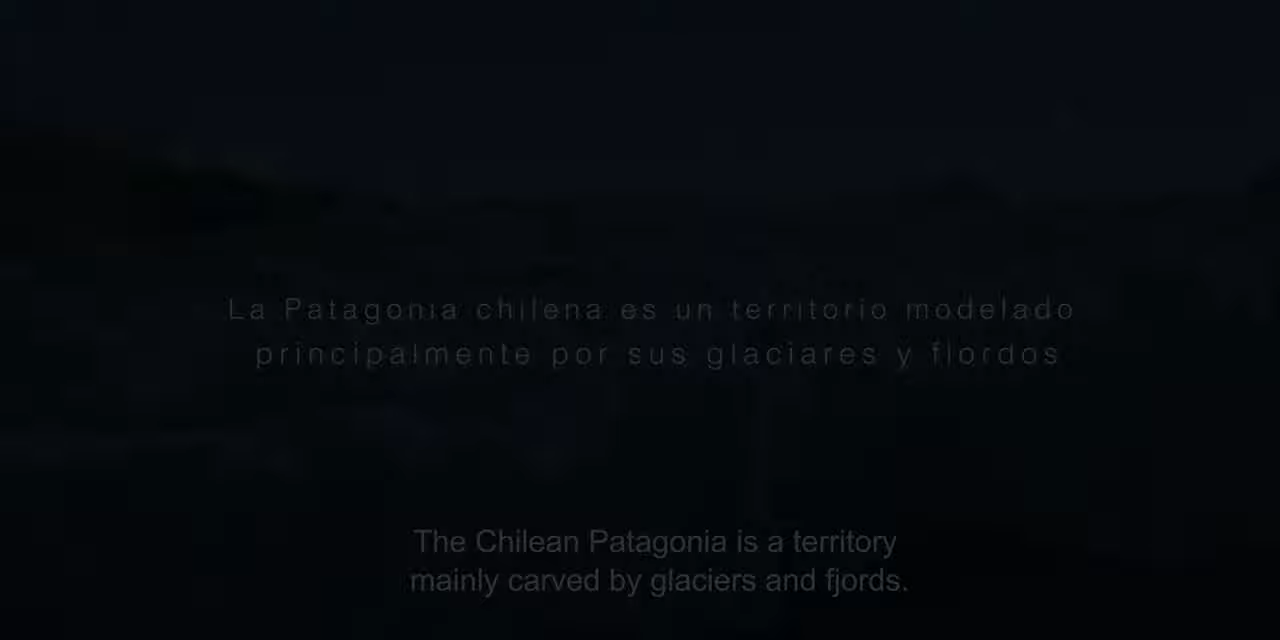 La Patagonia chilena es un territorio modelado
principalmente por sus glaciares y fiordos
The Chilean Patagonia is a territory
mainly carved by glaciers and fjords.